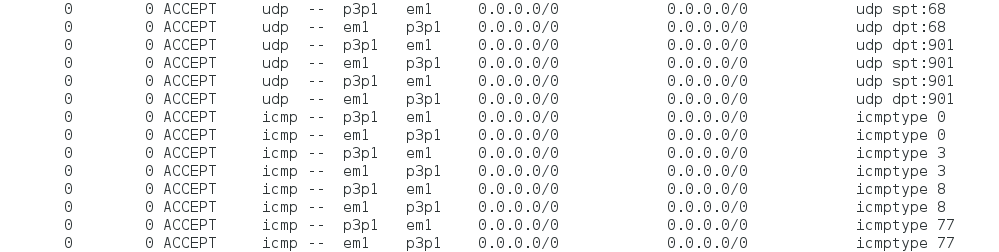 0 0 ACCEPT udp -- p3p1 em1 0.0.0.0/0 0.0.0.0/0 udp spt:68
0 0 ACCEPT udp -- em1 p3p1 0.0.0.0/0 0.0.0.0/0 udp dpt:68
0 0 ACCEPT udp -- p3p1 em1 0.0.0.0/0 0.0.0.0/0 udp dpt:901
0 0 ACCEPT udp -- em1 p3p1 0.0.0.0/0 0.0.0.0/0 udp spt:901
0 0 ACCEPT udp -- p3p1 em1 0.0.0.0/0 0.0.0.0/0 udp spt:901
0 0 ACCEPT udp -- em1 p3p1 0.0.0.0/0 0.0.0.0/0 udp dpt:901
0 0 ACCEPT icmp -- p3p1 em1 0.0.0.0/0 0.0.0.0/0 icmptype 0
0 0 ACCEPT icmp -- em1 p3p1 0.0.0.0/0 0.0.0.0/0 icmptype 0
0 0 ACCEPT icmp -- p3p1 em1 0.0.0.0/0 0.0.0.0/0 icmptype 3
0 0 ACCEPT icmp -- em1 p3p1 0.0.0.0/0 0.0.0.0/0 icmptype 3
0 0 ACCEPT icmp -- p3p1 em1 0.0.0.0/0 0.0.0.0/0 icmptype 8
0 0 ACCEPT icmp -- em1 p3p1 0.0.0.0/0 0.0.0.0/0 icmptype 8
0 0 ACCEPT icmp -- p3p1 em1 0.0.0.0/0 0.0.0.0/0 icmptype 77
0 0 ACCEPT icmp -- em1 p3p1 0.0.0.0/0 0.0.0.0/0 icmptype 77